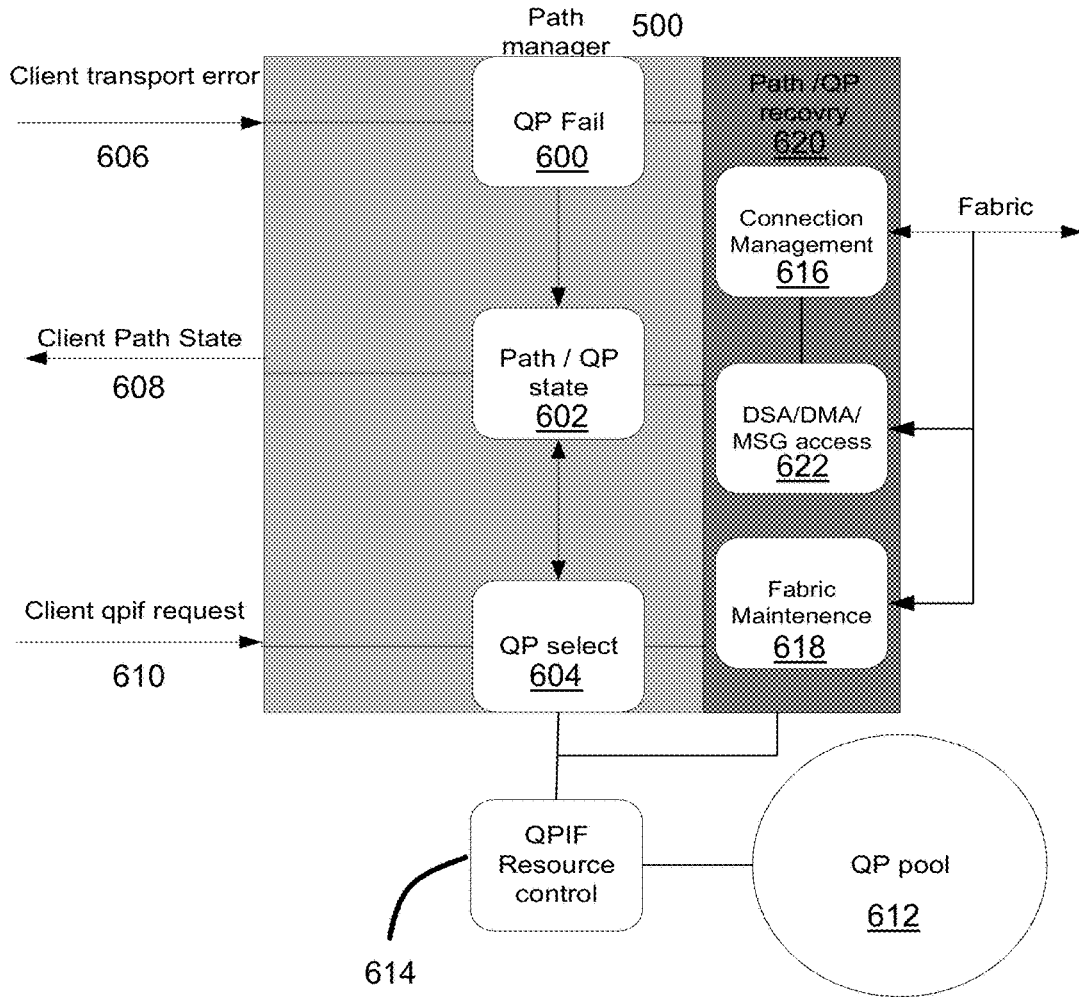 Path
manager
500
Client transport error
606
QP Fail
600
Path /QP
recovry
620
Connection
Management
616
Fabric
Client Path State
608
Path / QP
state
602
DSA/DMA/
MSG access
622
Client qpif request
610
QP select
604
Fabric
Maintenence
618
QPIF
Resource
control
614
QP pool
612